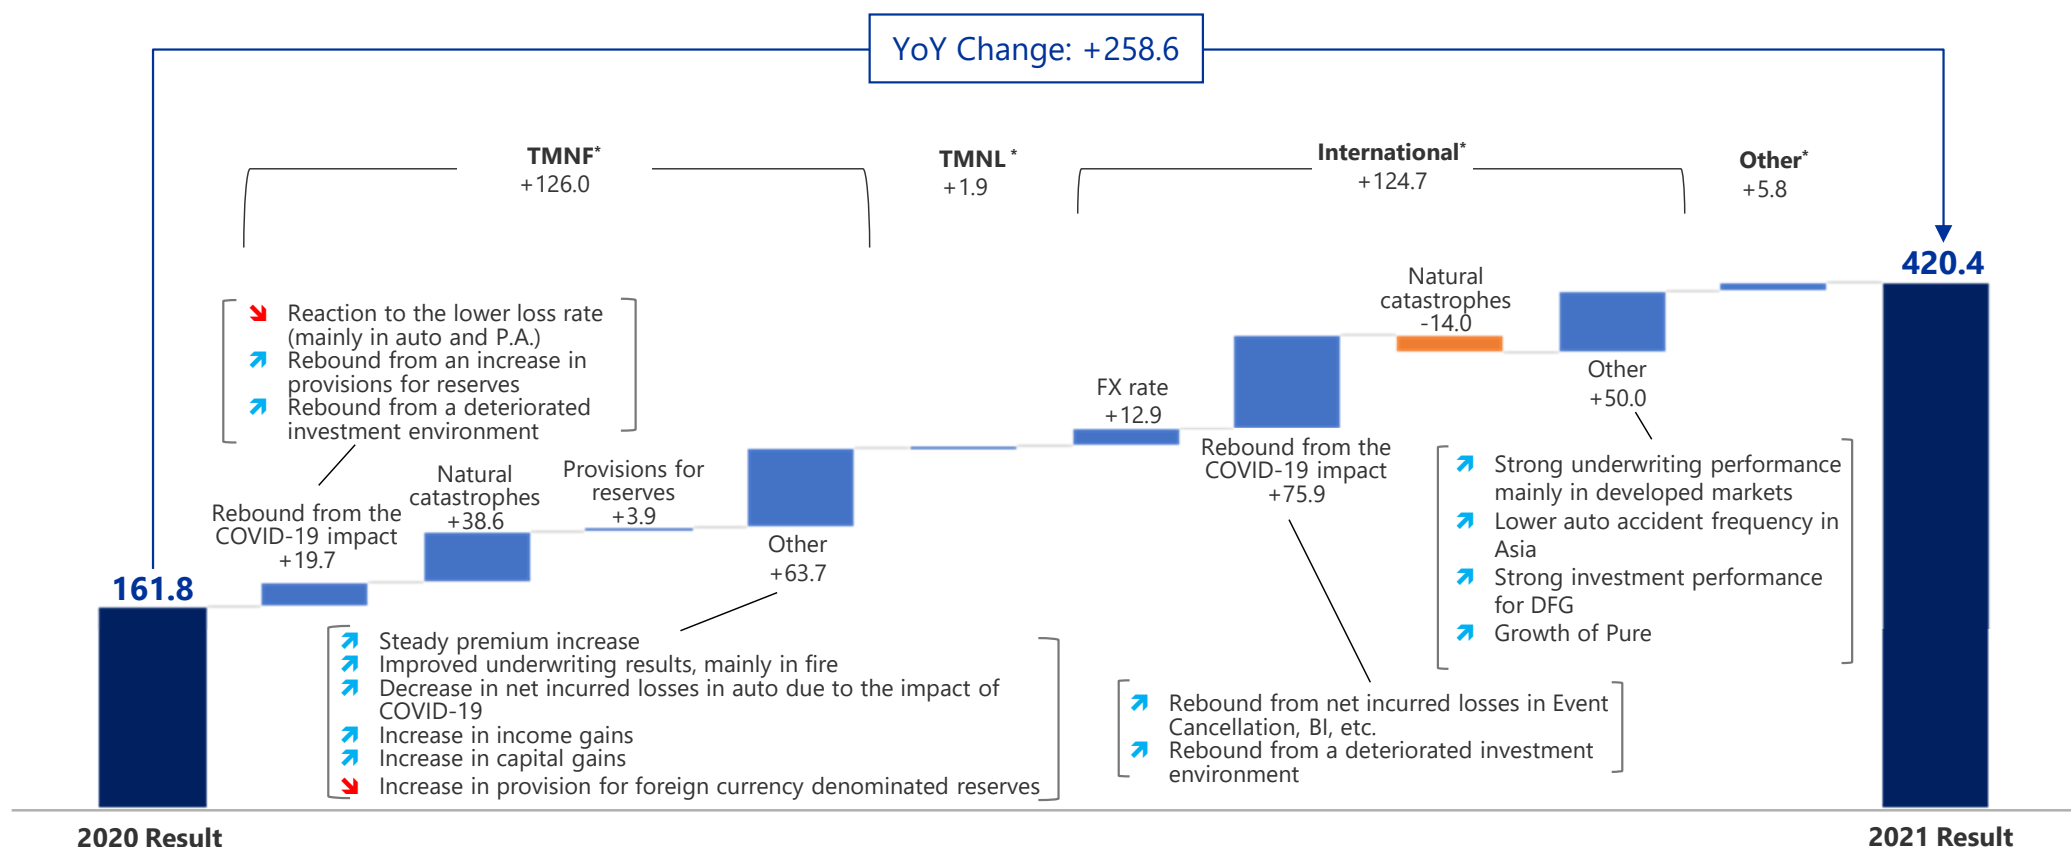 YoY Change: +258.6
TMNF*
+126.0
TMNL *
+1.9
International*
+124.7
Other*
+5.8
161.8
Reaction to the lower loss rate
(mainly in auto and P.A.)
Rebound from an increase in
provisions for reserves
Rebound from a deteriorated
investment environment
Rebound from the
COVID-19 impact
+19.7
Natural
catastrophes
+38.6
Provisions for
reserves
+3.9
Other
+63.7
Steady premium increase
Improved underwriting results, mainly in fire
Decrease in net incurred losses in auto due to the impact of
COVID-19
Increase in income gains
Increase in capital gains
Increase in provision for foreign currency denominated reserves
FX rate
+12.9
Rebound from the
COVID-19 impact
+75.9
Rebound from net incurred losses in Event
Cancellation, BI, etc.
Rebound from a deteriorated investment
environment
Natural
catastrophes
-14.0
Other
+50.0
Strong underwriting performance
mainly in developed markets
Lower auto accident frequency in
Asia
Strong investment performance
for DFG
Growth of Pure
420.4
2020 Result
2021 Result